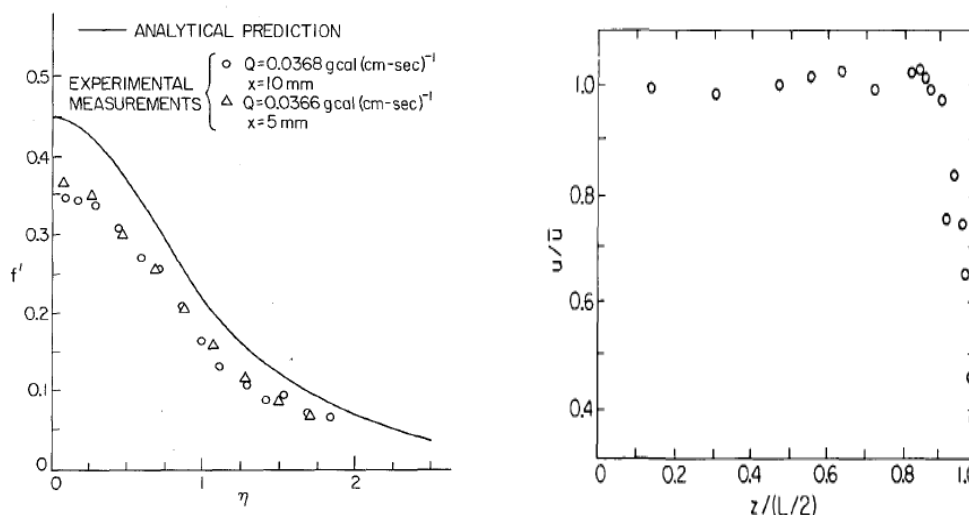 ANALYTICAL PREDICTION
EXPERIMENTAL MEASUREMENTS
Q=0.0368 gcal (cm-sec)⁻¹
x=10 mm
Q=0.0366 gcal(cm-sec)⁻¹
x=5 mm
0.5
0.4
0.3
f'
0.2
0.1
0
0
1
2
η
1.0
0.8
u/u̅
0.6
0.4
0
0.2
0.4
0.6
0.8
1.0
z/(L/2)